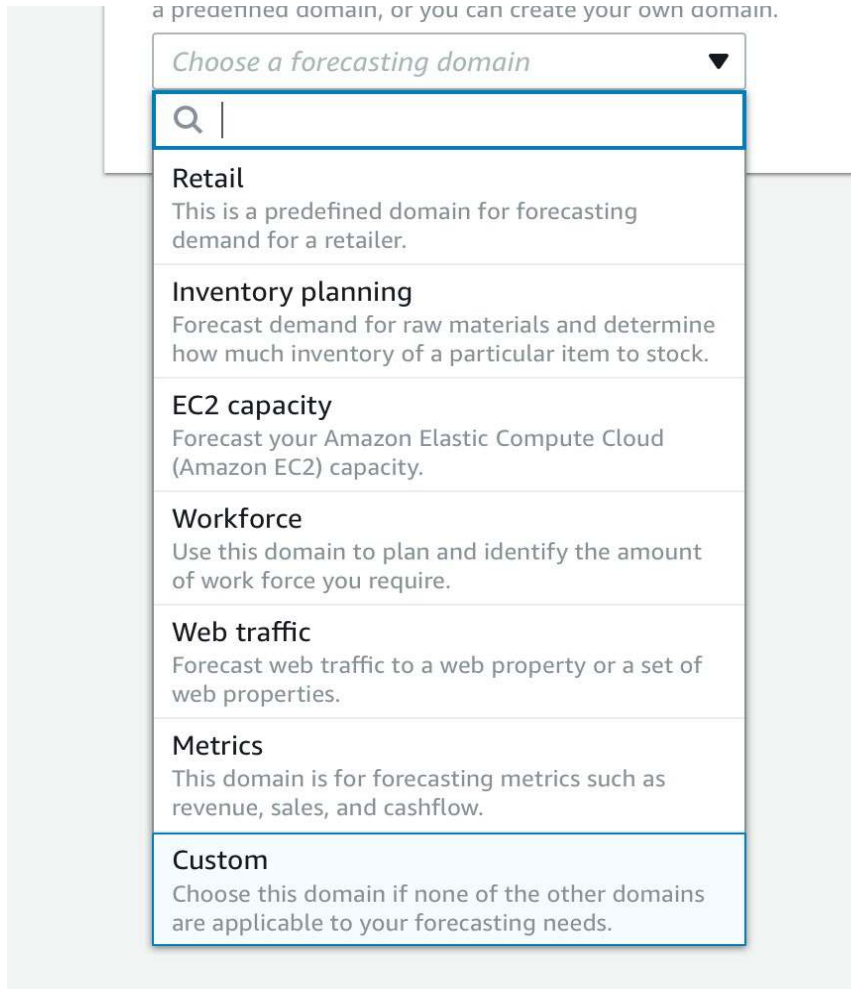 a predefined domain, or you can create your own domain.
Choose a forecasting domain
Retail
This is a predefined domain for forecasting
demand for a retailer.
Inventory planning
Forecast demand for raw materials and determine
how much inventory of a particular item to stock.
EC2 capacity
Forecast your Amazon Elastic Compute Cloud
(Amazon EC2) capacity.
Workforce
Use this domain to plan and identify the amount
of work force you require.
Web traffic
Forecast web traffic to a web property or a set of
web properties.
Metrics
This domain is for forecasting metrics such as
revenue, sales, and cashflow.
Custom
Choose this domain if none of the other domains
are applicable to your forecasting needs.